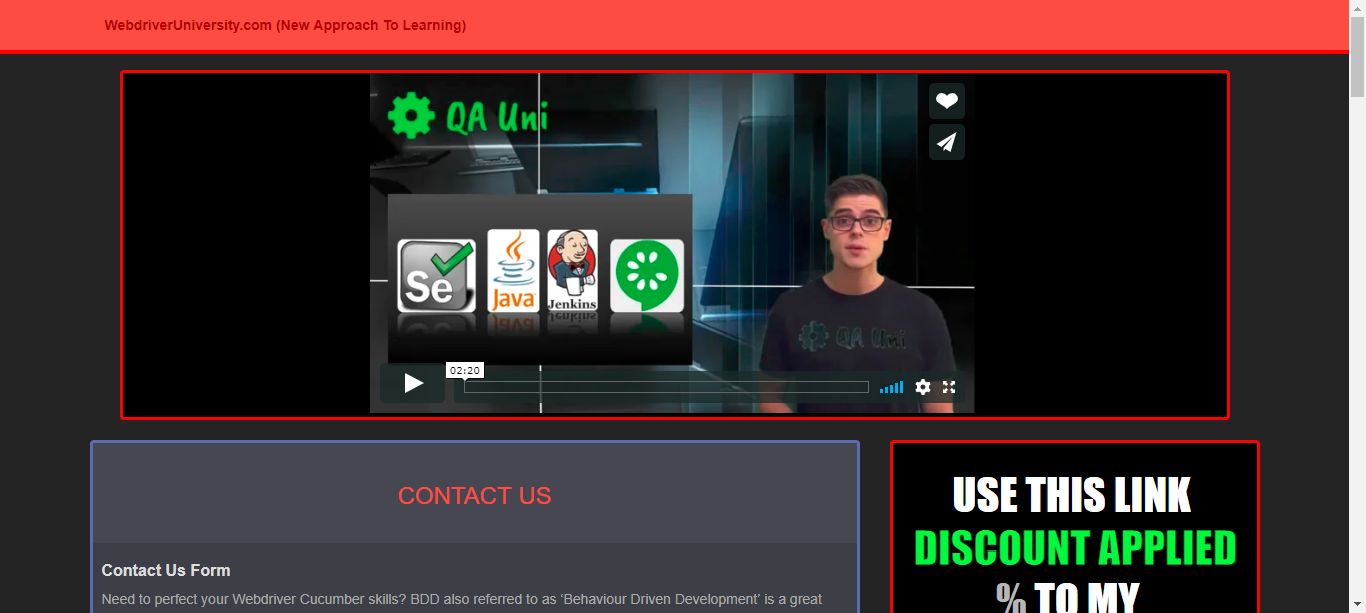 WebdriverUniversity.com (New Approach To Learning)
QA Uni
Se
Java
Jenkins
QA Uni
02:20
CONTACT US
Contact Us Form
Need to perfect your Webdriver Cucumber skills? BDD also referred to as ‘Behaviour Driven Development’ is a great
USE THIS LINK
DISCOUNT APPLIED
% TO MY